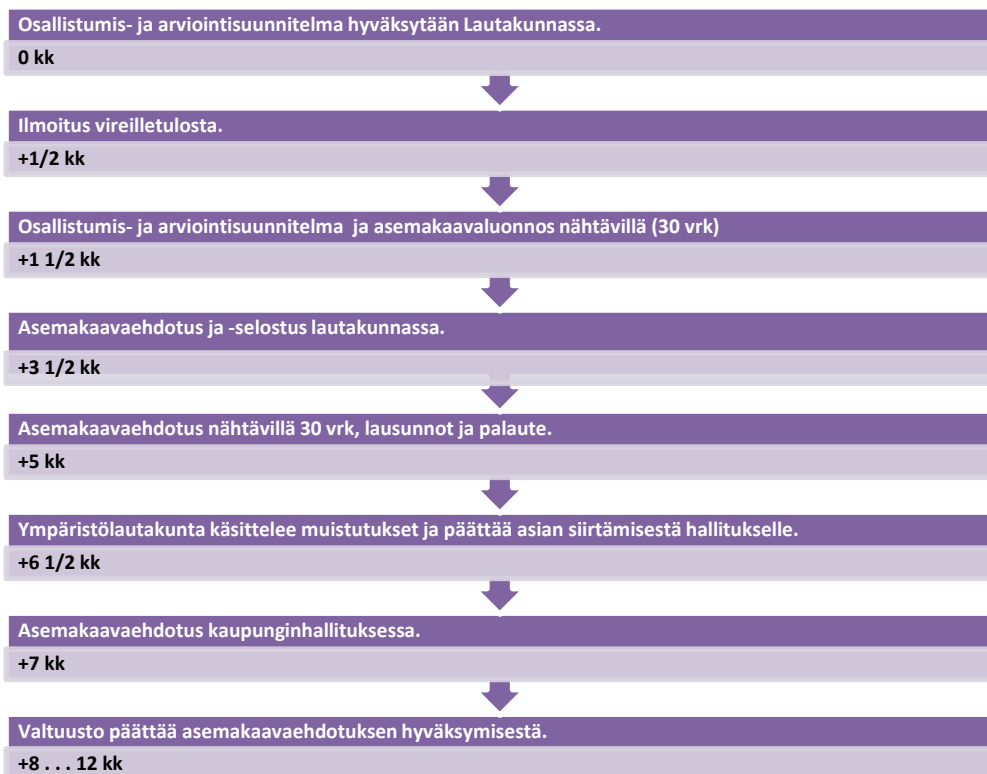 Osallistumis- ja arviointisuunnitelma hyväksytään Lautakunnassa.
0 kk
Ilmoitus vireilletulosta.
+1/2 kk
Osallistumis- ja arviointisuunnitelma ja asemakaavaluonnos nähtävillä (30 vrk)
+1 1/2 kk
Asemakaavaehdotus ja -selostus lautakunnassa.
+3 1/2 kk
Asemakaavaehdotus nähtävillä 30 vrk, lausunnot ja palaute.
+5 kk
Ympäristölautakunta käsittelee muistutukset ja päättää asian siirtämisestä hallitukselle.
+6 1/2 kk
Asemakaavaehdotus kaupunginhallituksessa.
+7 kk
Valtuusto päättää asemakaavaehdotuksen hyväksymisestä.
+8 . . . 12 kk